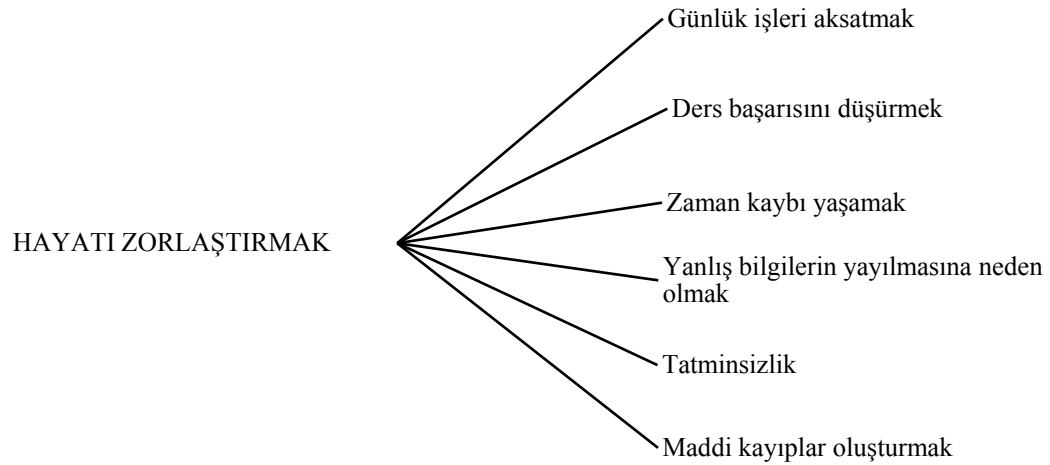 Günlük işleri aksatmak
Ders başarısını düşürmek
Zaman kaybı yaşamak
HAYATI ZORLAŞTIRMAK
Yanlış bilgilerin yayılmasına neden
olmak
Tatminsizlik
Maddi kayıplar oluşturmak